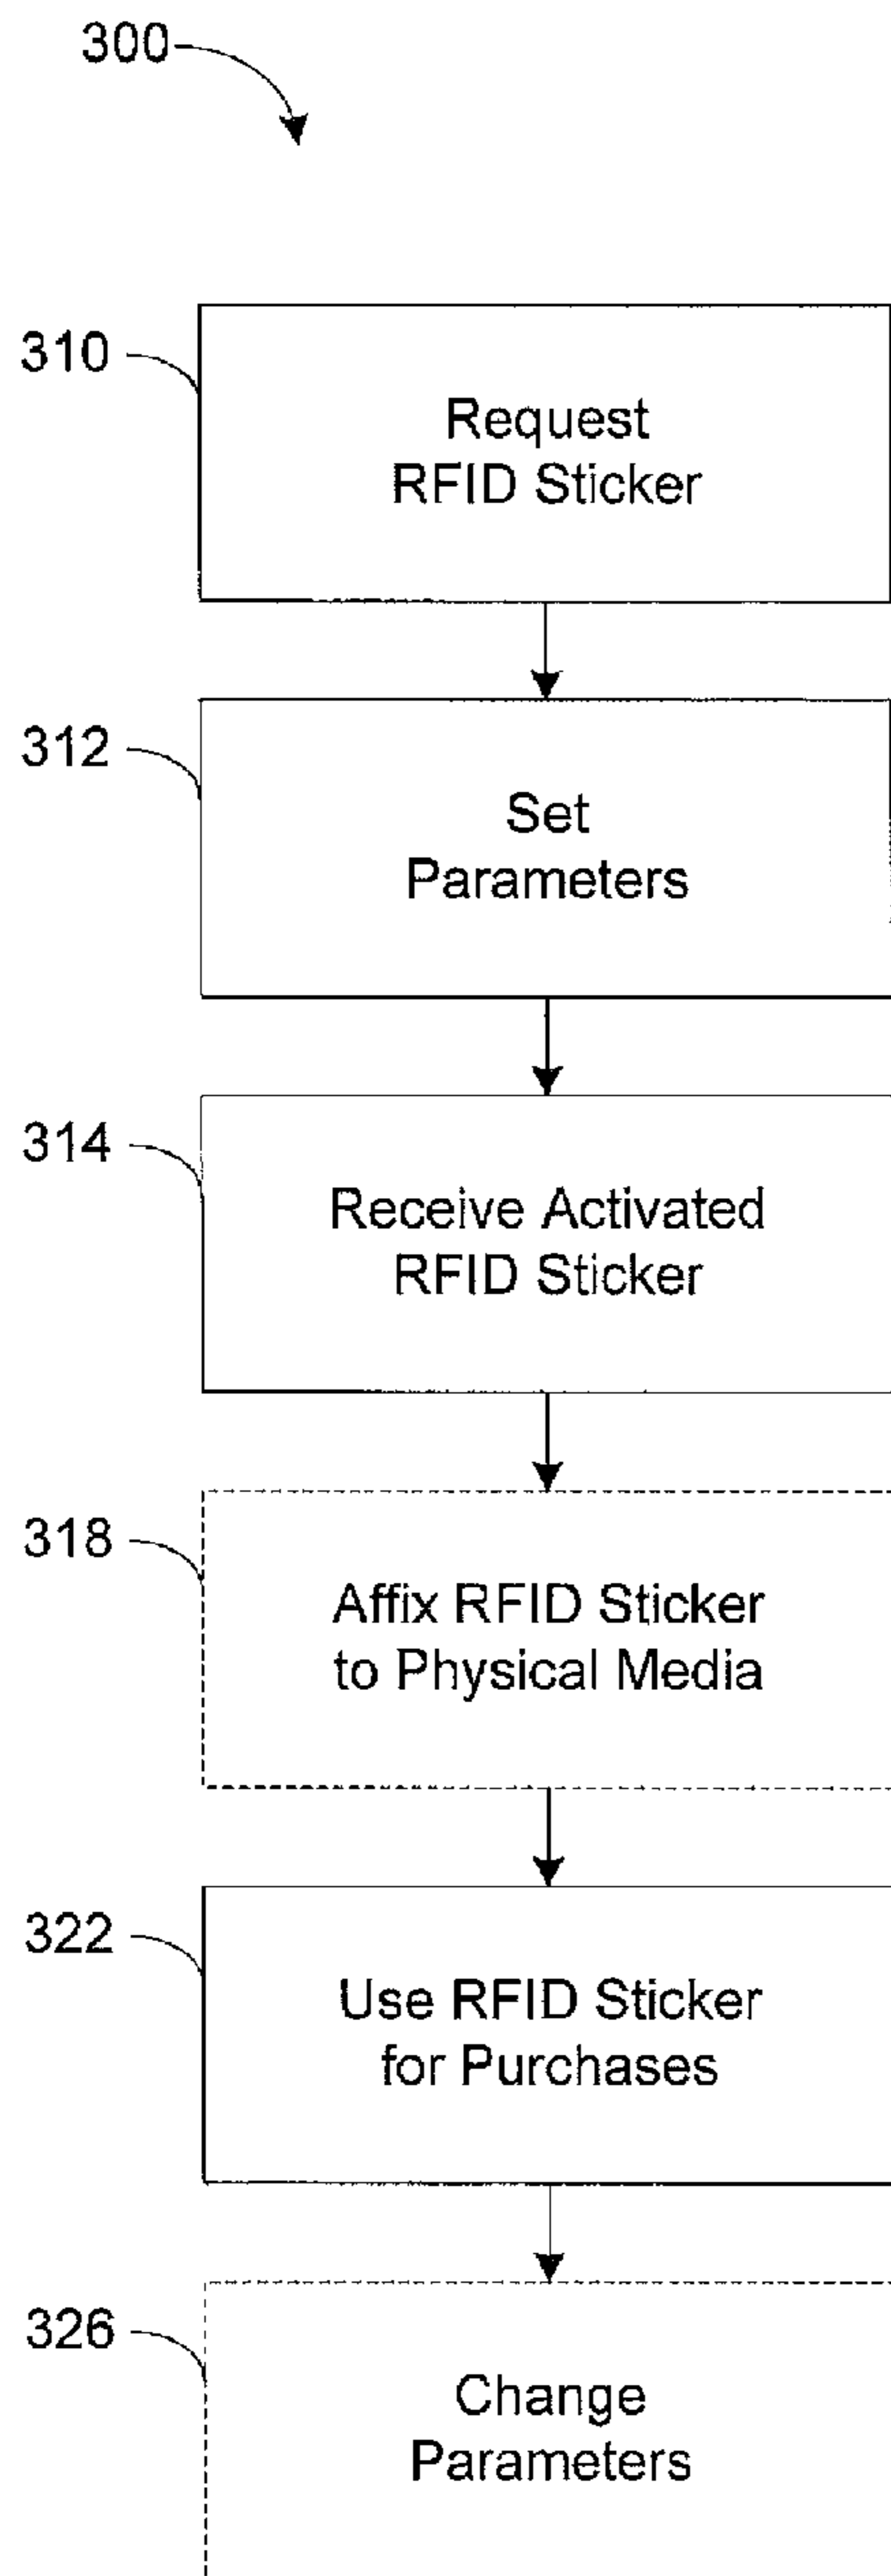 300
310
Request
RFID Sticker
312
Set
Parameters
314
Receive Activated
RFID Sticker
318
Affix RFID Sticker
to Physical Media
322
Use RFID Sticker
for Purchases
326
Change
Parameters